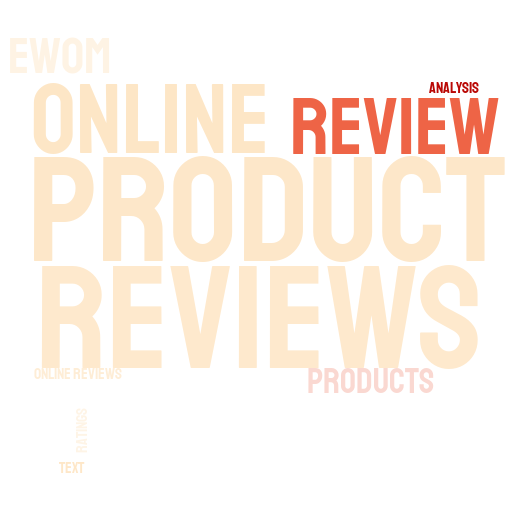 EWOM
ANALYSIS
ONLINE
REVIEW
PRODUCT
REVIEWS
ONLINE REVIEWS
PRODUCTS
RATINGS
TEXT